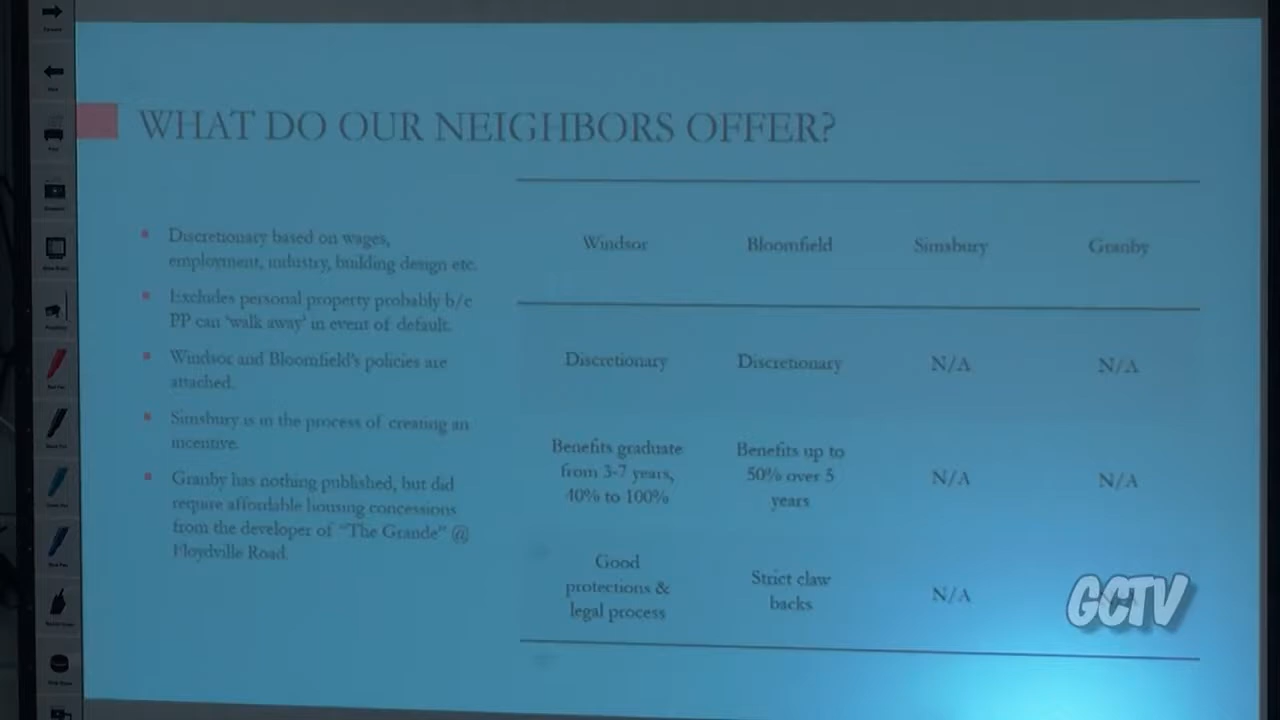 WHAT DO OUR NEIGHBORS OFFER?
Discretionary based on wages,
employment, industry, building design etc.
Excludes personal property probably b/c
PP can 'walk away' in event of default.
Windsor and Bloomfield's policies are
attached.
Simsbury is in the process of creating an
incentive.
Granby has nothing published, but did
require affordable housing concessions
from the developer of "The Grande" @
Floydville Road.
Windsor Bloomfield Simsbury Granby
Discretionary Discretionary N/A N/A
Benefits graduate
from 3-7 years,
40% to 100%
Benefits up to
50% over 5
years
N/A N/A
Good
protections &
legal process
Strict claw
backs
N/A
GCTV